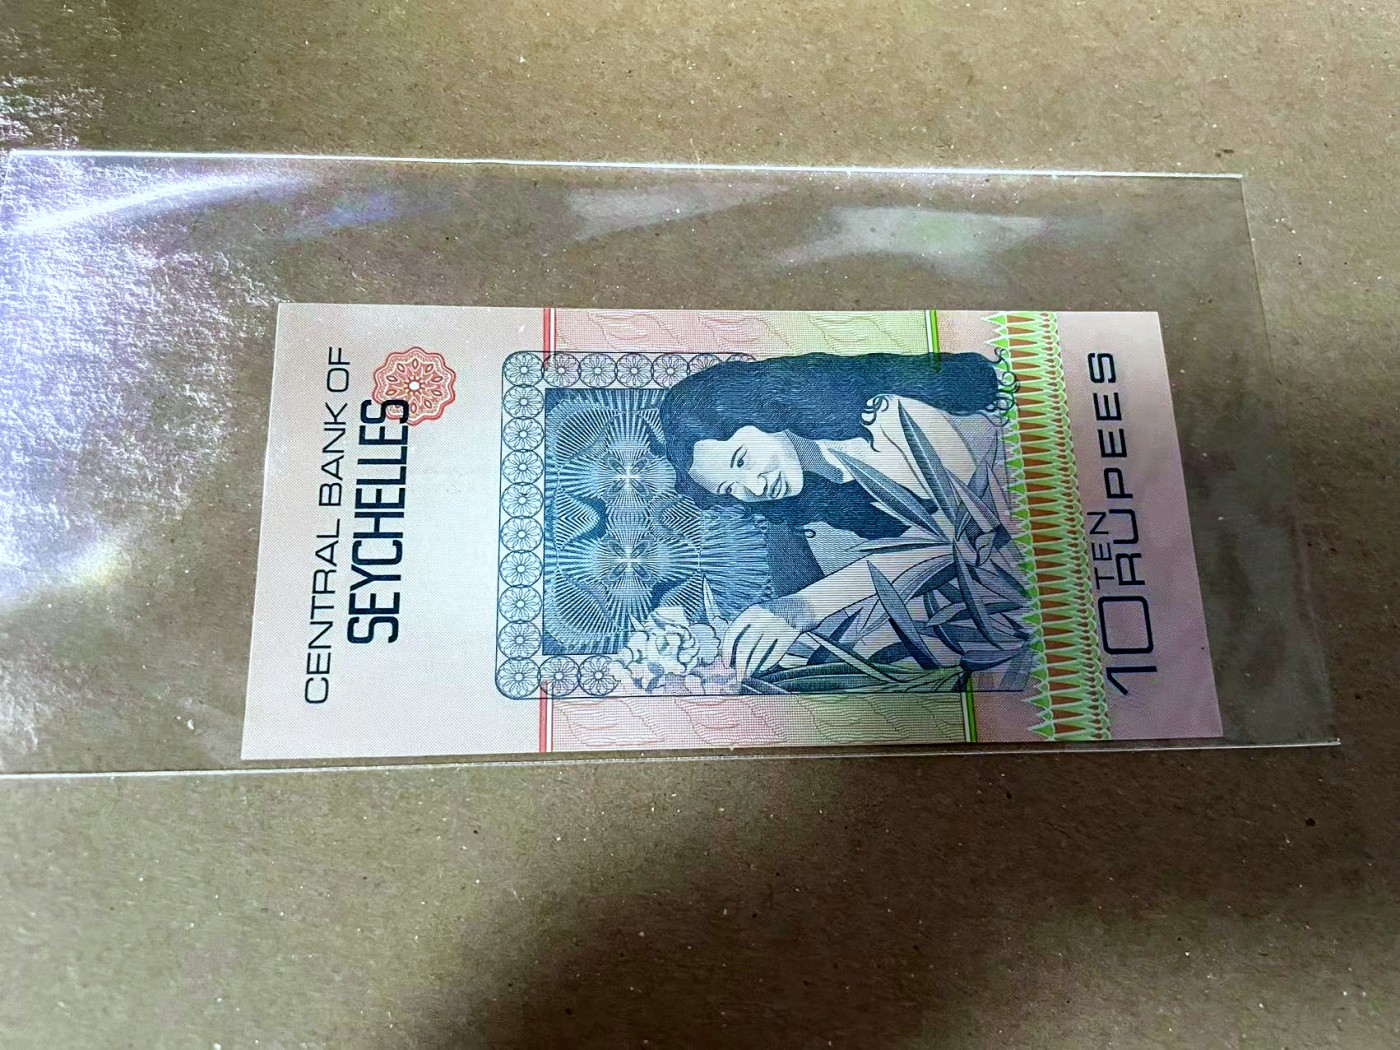 CENTRAL BANK OF
SEYCHELLES
10 TEN
RUPEES